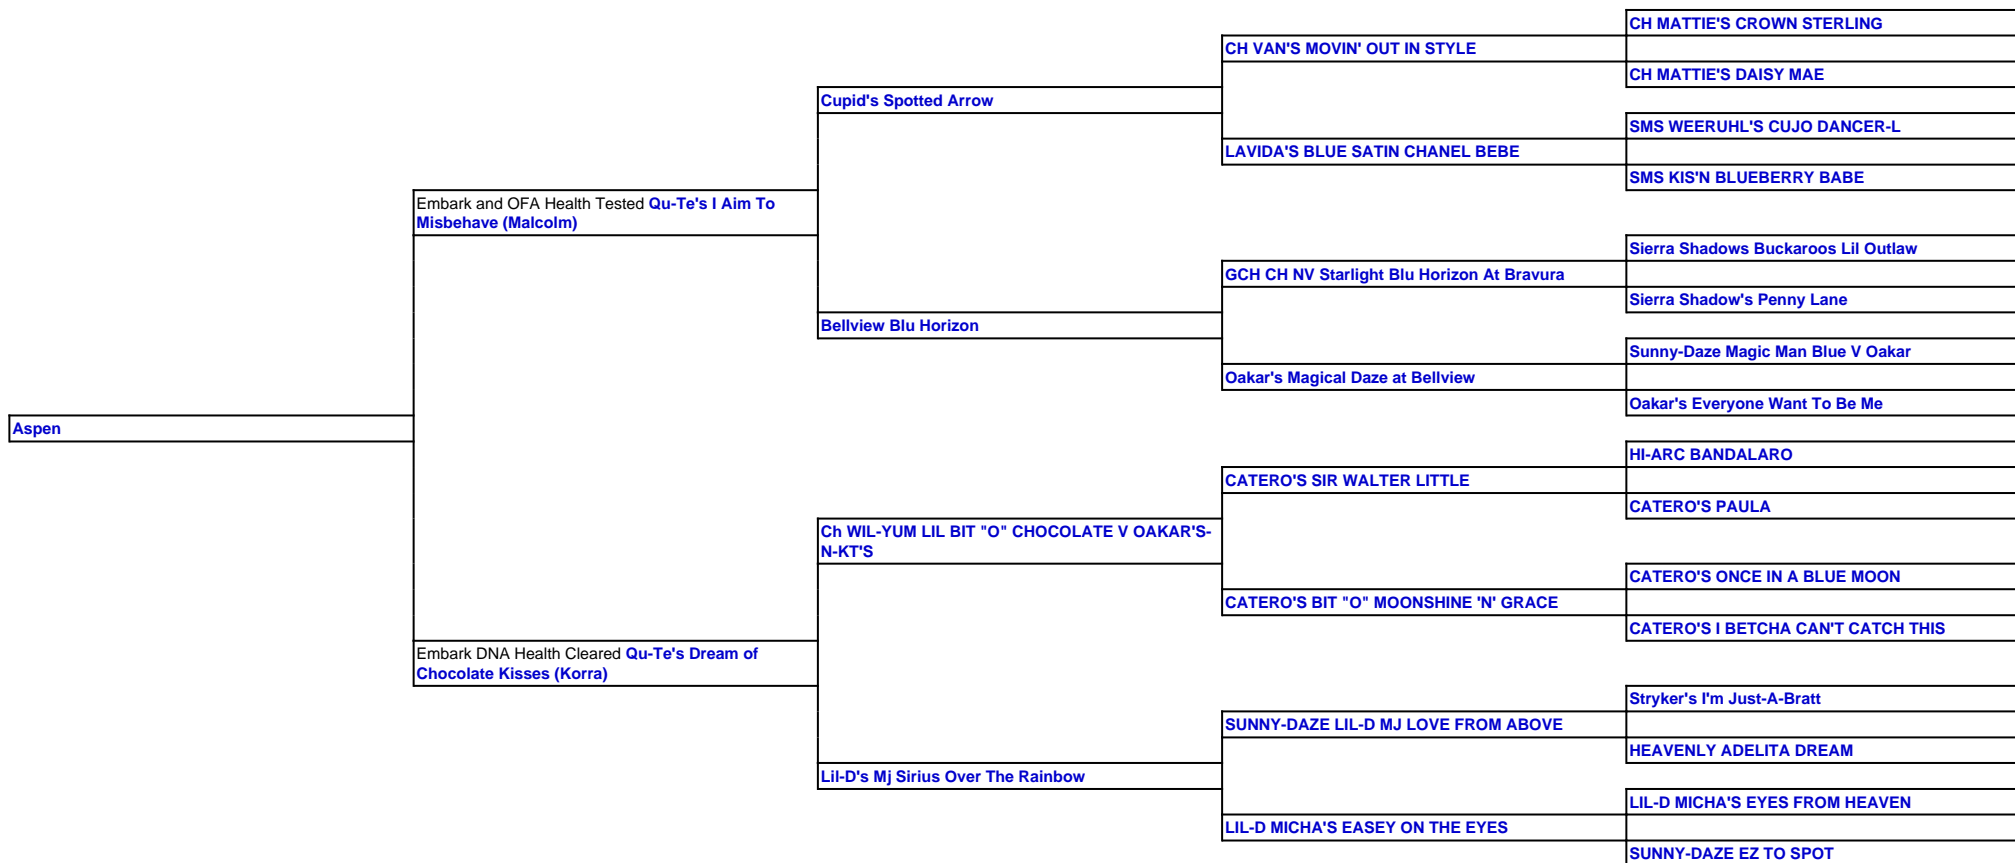 CH MATTIE'S CROWN STERLING
CH VAN'S MOVIN' OUT IN STYLE
CH MATTIE'S DAISY MAE
Cupid's Spotted Arrow
SMS WEERUHL'S CUJO DANCER-L
LAVIDA'S BLUE SATIN CHANEL BEBE
SMS KIS'N BLUEBERRY BABE
Embark and OFA Health Tested Qu-Te's I Aim To
Misbehave (Malcolm)
Sierra Shadows Buckaroos Lil Outlaw
GCH CH NV Starlight Blu Horizon At Bravura
Sierra Shadow's Penny Lane
Bellview Blu Horizon
Sunny-Daze Magic Man Blue V Oakar
Oakar's Magical Daze at Bellview
Oakar's Everyone Want To Be Me
Aspen
HI-ARC BANDALARO
CATERO'S SIR WALTER LITTLE
CATERO'S PAULA
Ch WIL-YUM LIL BIT "O" CHOCOLATE V OAKAR'S-
N-KT'S
CATERO'S ONCE IN A BLUE MOON
CATERO'S BIT "O" MOONSHINE 'N' GRACE
CATERO'S I BETCHA CAN'T CATCH THIS
Embark DNA Health Cleared Qu-Te's Dream of
Chocolate Kisses (Korra)
Stryker's I'm Just-A-Bratt
SUNNY-DAZE LIL-D MJ LOVE FROM ABOVE
HEAVENLY ADELITA DREAM
Lil-D's Mj Sirius Over The Rainbow
LIL-D MICHA'S EYES FROM HEAVEN
LIL-D MICHA'S EASEY ON THE EYES
SUNNY-DAZE EZ TO SPOT